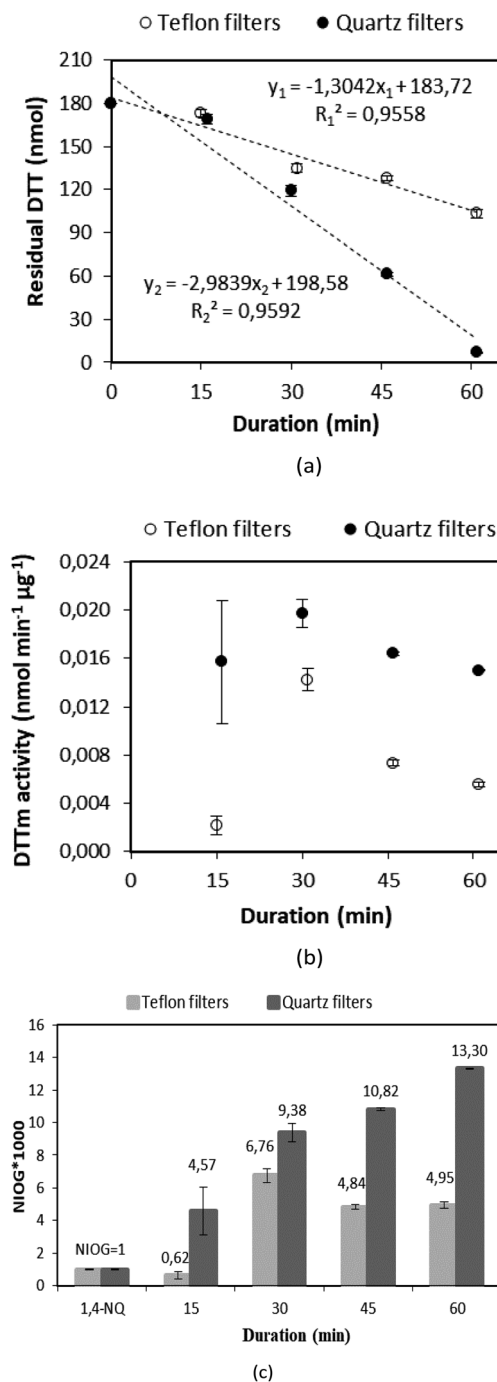 Teflon filters Quartz filters
Residual DTT (nmol)
210
180
150
120
90
60
30
0
y₁ = -1,3042x₁ + 183,72
R₁² = 0,9558
y₂ = -2,9839x₂ + 198,58
R₂² = 0,9592
0 15 30 45 60
Duration (min)
(a)
Teflon filters Quartz filters
DTTm activity (nmol min⁻¹ µg⁻¹)
0,024
0,020
0,016
0,012
0,008
0,004
0,000
0 15 30 45 60
Duration (min)
(b)
Teflon filters Quartz filters
NIOG*1000
16
14
12
10
8
6
4
2
0
NIOG=1
0,62
4,57
6,76
9,38
4,84
10,82
4,95
13,30
1,4-NQ 15 30 45 60
Duration (min)
(c)